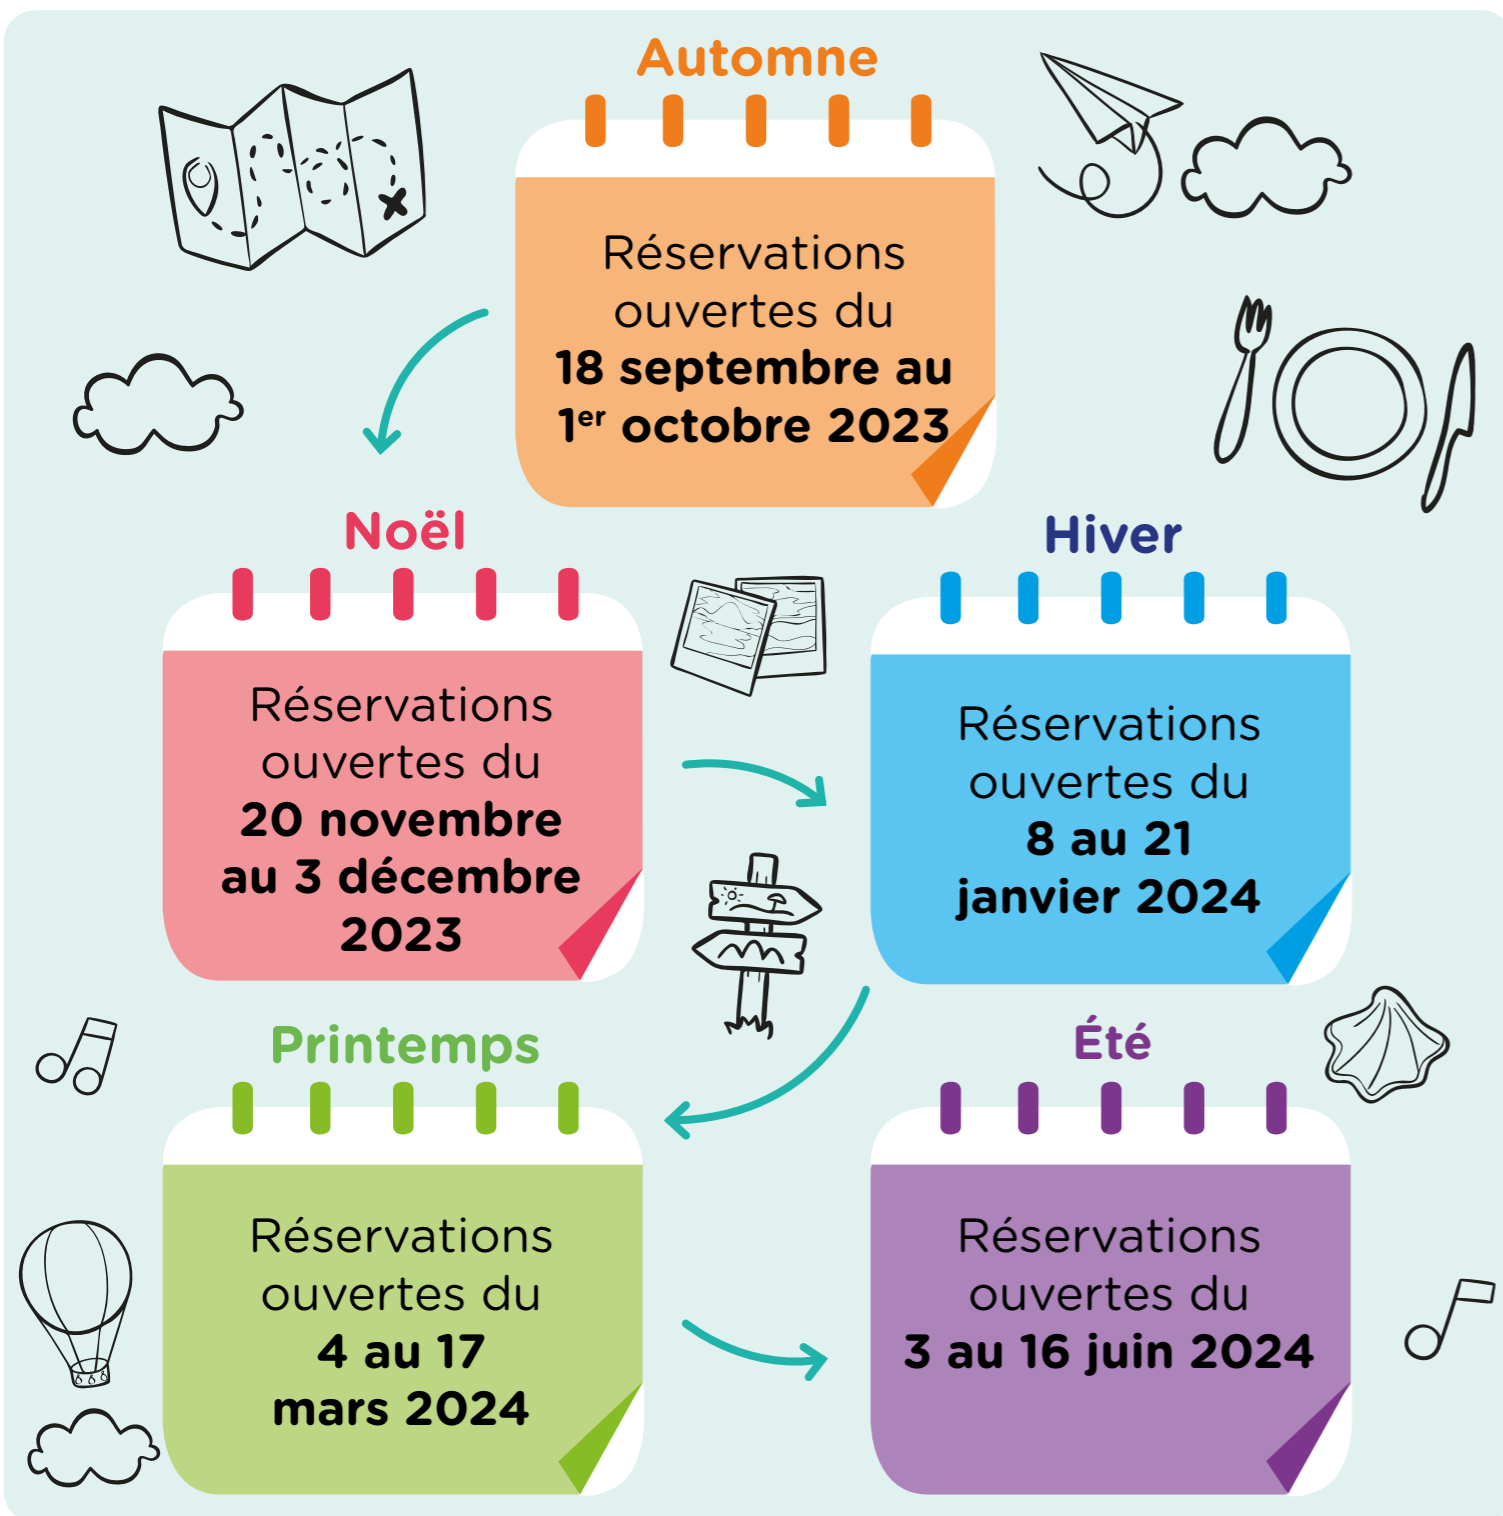 Automne
Réservations
ouvertes du
18 septembre au
1er octobre 2023
Noël
Réservations
ouvertes du
20 novembre
au 3 décembre
2023
Hiver
Réservations
ouvertes du
8 au 21
janvier 2024
Printemps
Réservations
ouvertes du
4 au 17
mars 2024
Été
Réservations
ouvertes du
3 au 16 juin 2024